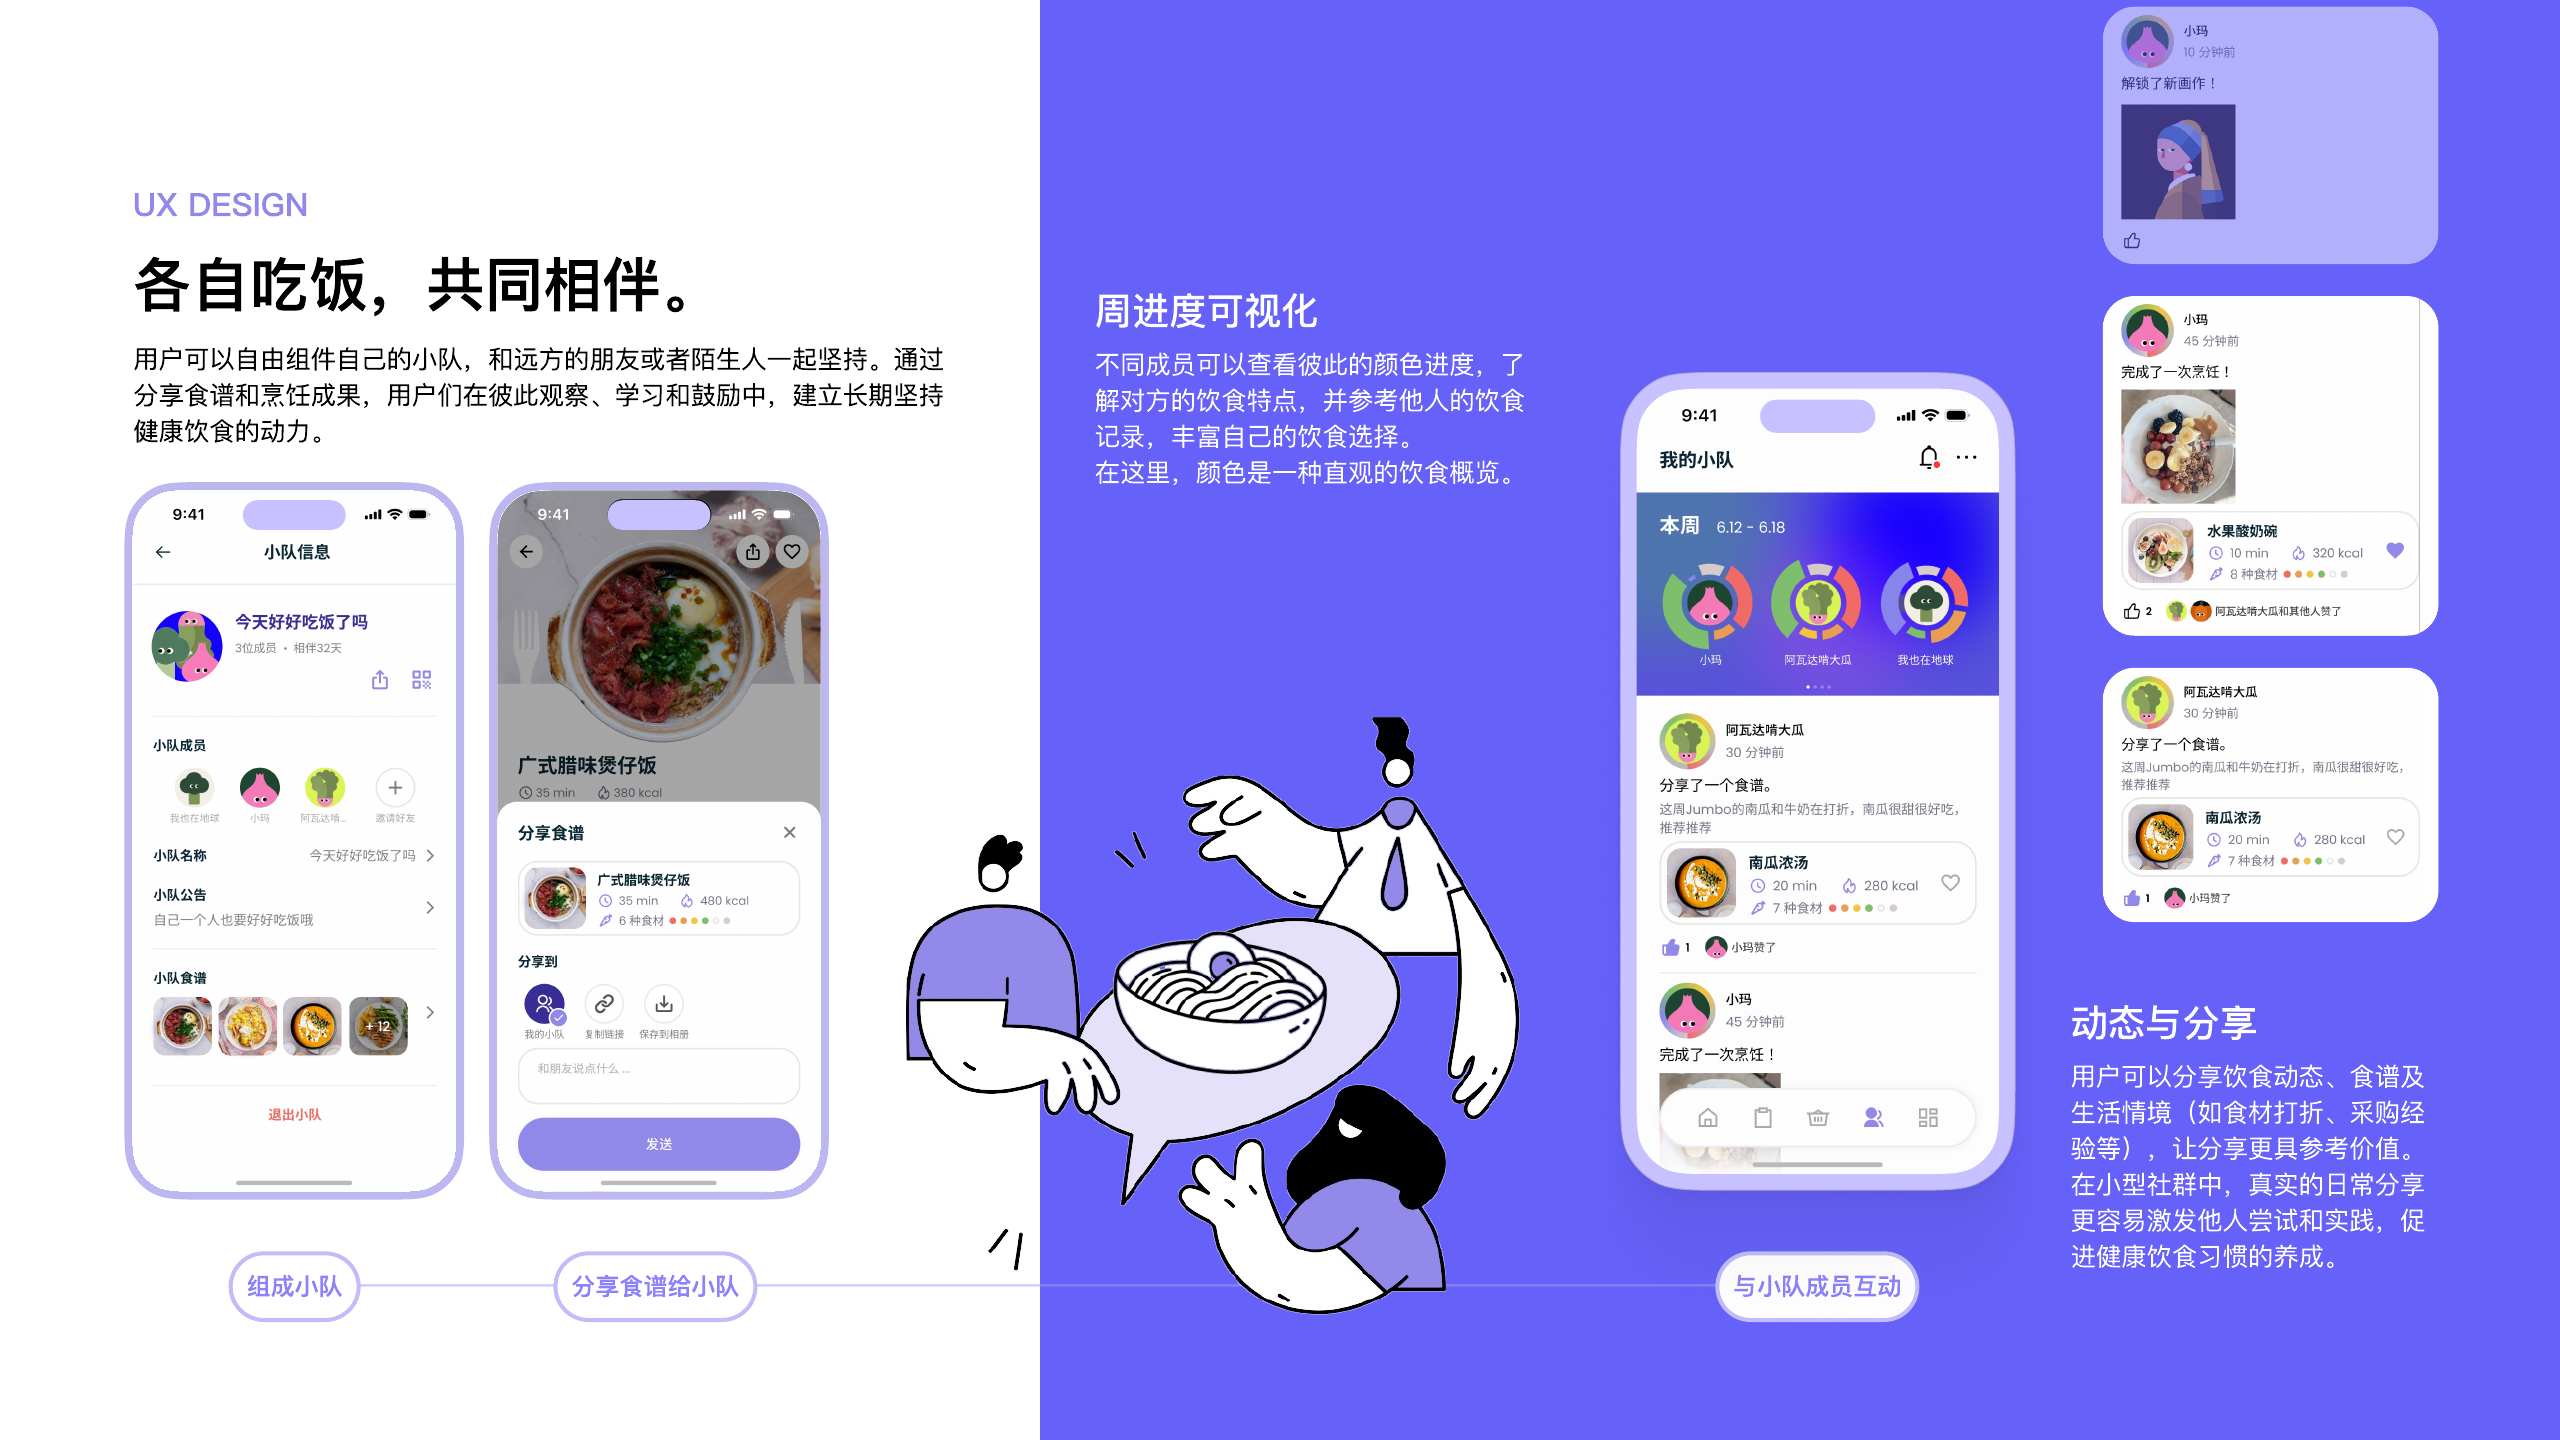 UX DESIGN
各自吃饭，共同相伴。
用户可以自由组件自己的小队，和远方的朋友或者陌生人一起坚持。通过
分享食谱和烹饪成果，用户们在彼此观察、学习和鼓励中，建立长期坚持
健康饮食的动力。
9:41
小队信息
今天好好吃饭了吗
3位成员 • 相伴32天
小队成员
我也在地球
小玛
阿瓦达啃...
邀请好友
小队名称
今天好好吃饭了吗
小队公告
自己一个人也要好好吃饭哦
小队食谱
+ 12
退出小队
9:41
广式腊味煲仔饭
35 min
380 kcal
分享食谱
广式腊味煲仔饭
35 min
480 kcal
6 种食材
分享到
我的小队
复制链接
保存到相册
和朋友说点什么 ...
发送
组成小队
分享食谱给小队
与小队成员互动
周进度可视化
不同成员可以查看彼此的颜色进度，了
解对方的饮食特点，并参考他人的饮食
记录，丰富自己的饮食选择。
在这里，颜色是一种直观的饮食概览。
9:41
我的小队
本周 6.12 - 6.18
小玛
阿瓦达啃大瓜
我也在地球
阿瓦达啃大瓜
30 分钟前
分享了一个食谱。
这周Jumbo的南瓜和牛奶在打折，南瓜很甜很好吃，
推荐推荐
南瓜浓汤
20 min
280 kcal
7 种食材
1
小玛赞了
小玛
45 分钟前
完成了一次烹饪！
小玛
10 分钟前
解锁了新画作！
小玛
45 分钟前
完成了一次烹饪！
水果酸奶碗
10 min
320 kcal
8 种食材
2
阿瓦达啃大瓜和其他人赞了
阿瓦达啃大瓜
30 分钟前
分享了一个食谱。
这周Jumbo的南瓜和牛奶在打折，南瓜很甜很好吃，
推荐推荐
南瓜浓汤
20 min
280 kcal
7 种食材
1
小玛赞了
动态与分享
用户可以分享饮食动态、食谱及
生活情境（如食材打折、采购经
验等），让分享更具参考价值。
在小型社群中，真实的日常分享
更容易激发他人尝试和实践，促
进健康饮食习惯的养成。